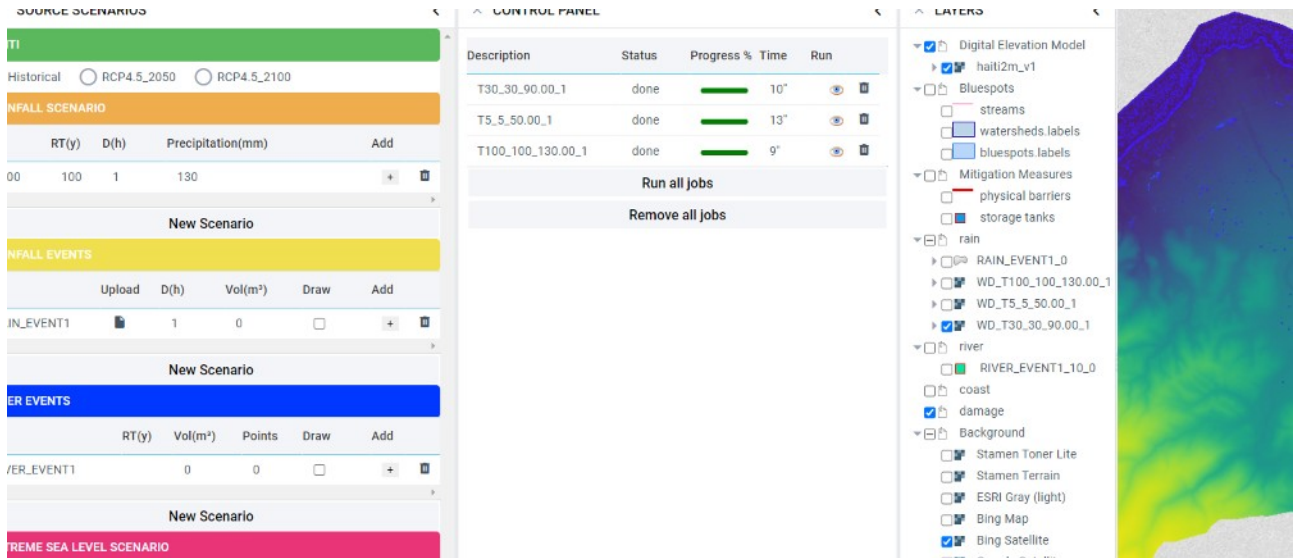 SOURCE SCENARIOS
TI
Historical RCP4.5_2050 RCP4.5_2100
NFALL SCENARIO
RT(y) D(h) Precipitation(mm) Add
00 100 1 130 +
New Scenario
NFALL EVENTS
Upload D(h) Vol(m³) Draw Add
IN_EVENT1 1 0 +
New Scenario
ER EVENTS
RT(y) Vol(m³) Points Draw Add
VER_EVENT1 0 0 +
New Scenario
TREME SEA LEVEL SCENARIO
CONTROL PANEL
Description Status Progress % Time Run
T30_30_90.00_1 done 10"
T5_5_50.00_1 done 13"
T100_100_130.00_1 done 9"
Run all jobs
Remove all jobs
LAYERS
Digital Elevation Model
haiti2m_v1
Bluespots
streams
watersheds.labels
bluespots.labels
Mitigation Measures
physical barriers
storage tanks
rain
RAIN_EVENT1_0
WD_T100_100_130.00_1
WD_T5_5_50.00_1
WD_T30_30_90.00_1
river
RIVER_EVENT1_10_0
coast
damage
Background
Stamen Toner Lite
Stamen Terrain
ESRI Gray (light)
Bing Map
Bing Satellite